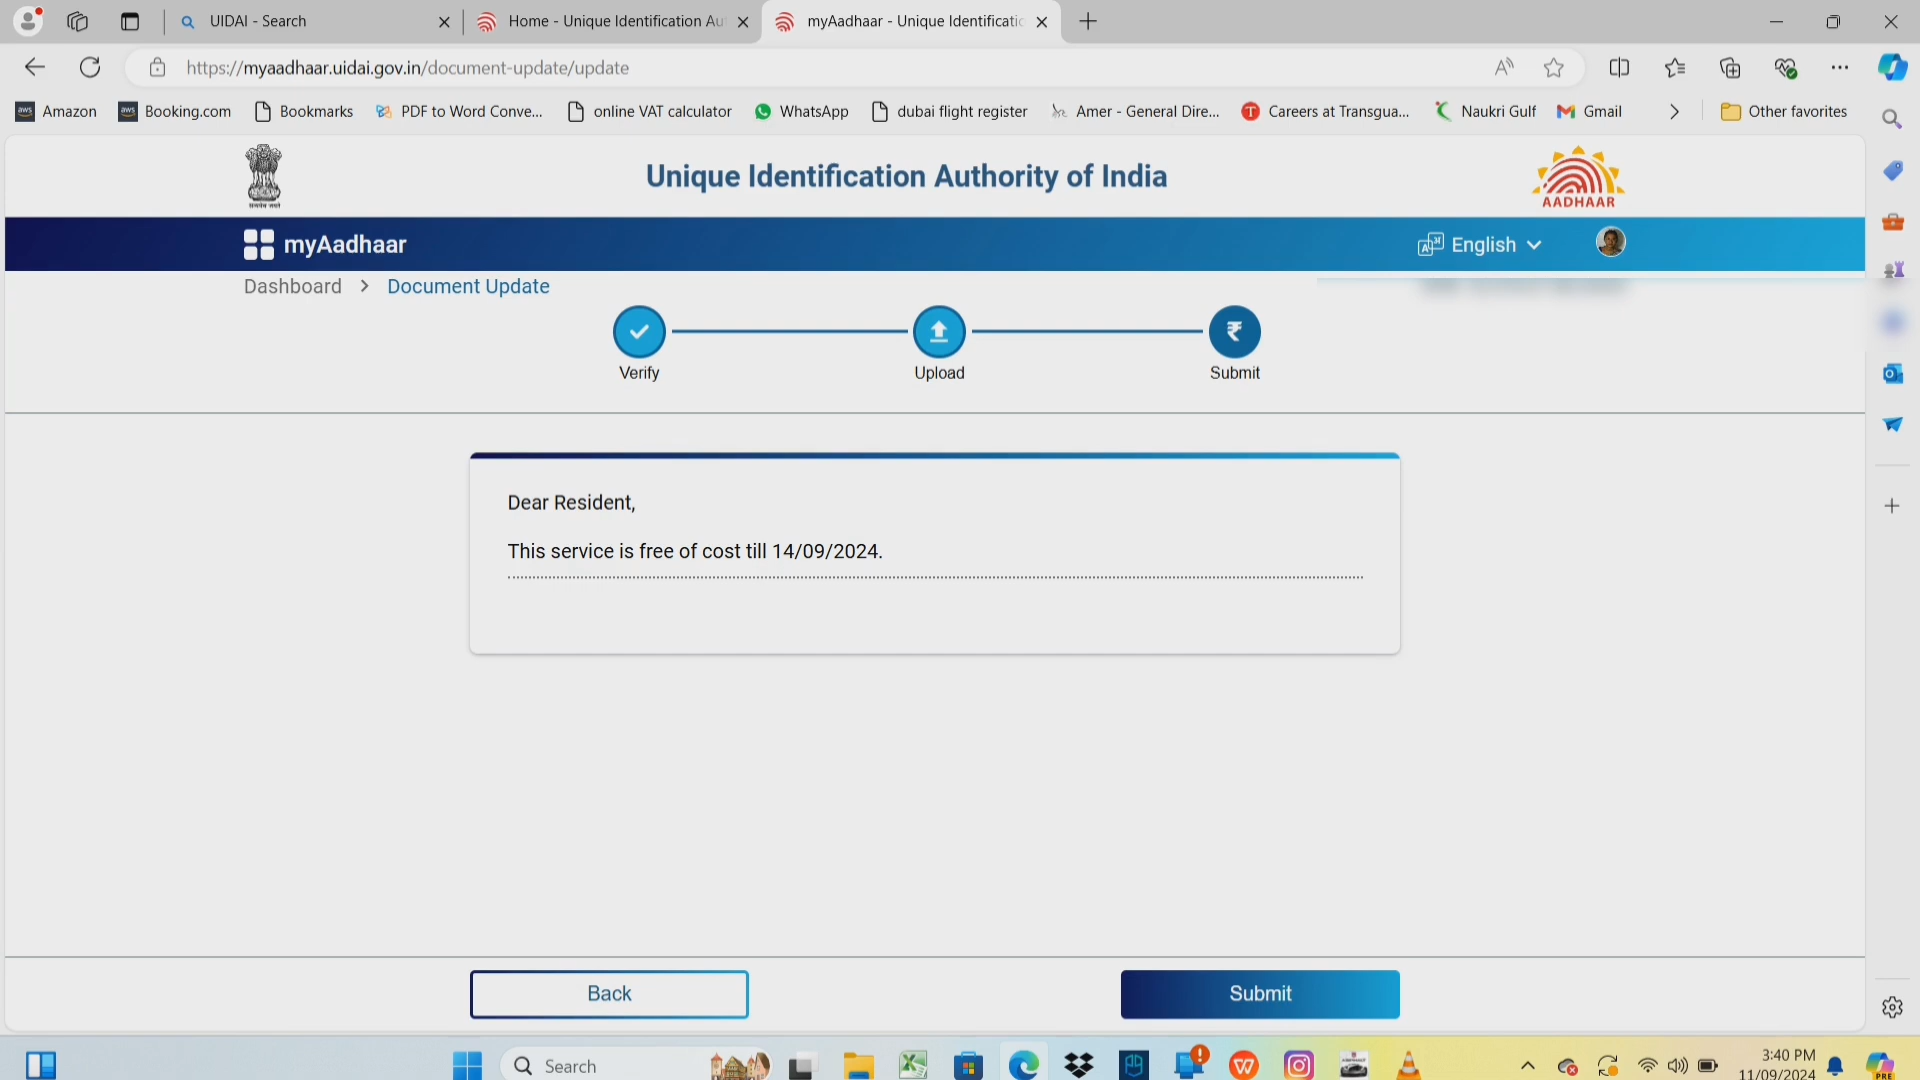 UIDAI - Search
Home - Unique Identification Au
myAadhaar - Unique Identificatio
https://myaadhaar.uidai.gov.in/document-update/update
Amazon
Booking.com
Bookmarks
PDF to Word Conve...
online VAT calculator
WhatsApp
dubai flight register
Amer - General Dire...
Careers at Transgua...
Naukri Gulf
Gmail
Other favorites
Unique Identification Authority of India
AADHAAR
myAadhaar
English
Dashboard > Document Update
Verify
Upload
Submit
Dear Resident,
This service is free of cost till 14/09/2024.
Back
Submit
Search
3:40 PM
11/09/2024